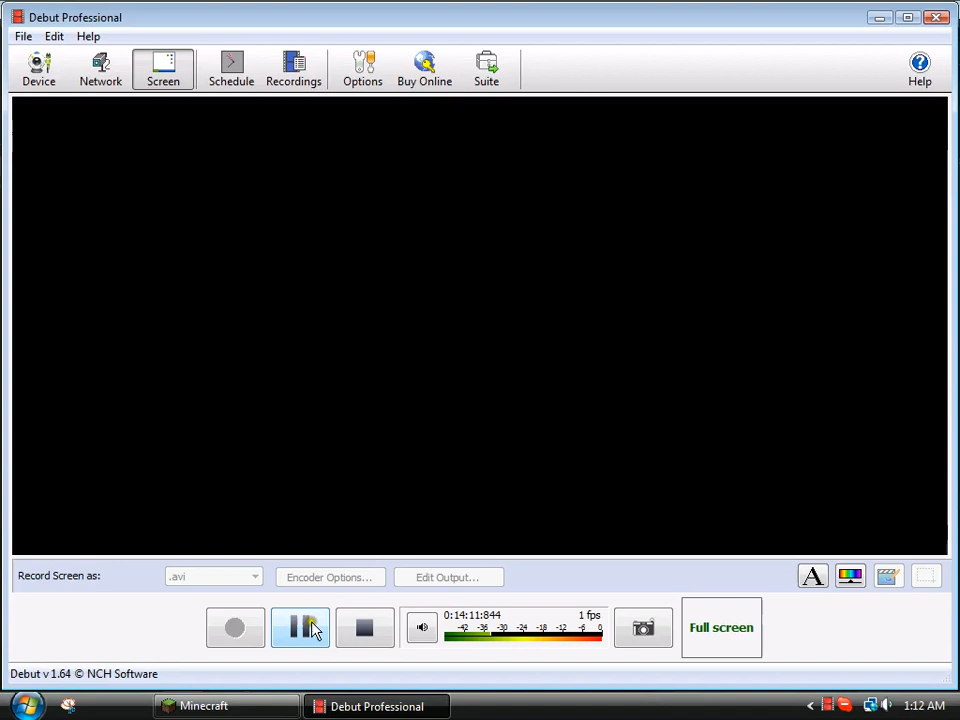 Debut Professional
File Edit Help
Device Network Screen Schedule Recordings Options Buy Online Suite Help
Record Screen as: .avi Encoder Options... Edit Output... A
0:14:11:844 1 fps
-42 -36 -30 -24 -18 -12 -6 0
Full screen
Debut v 1.64 © NCH Software
Minecraft Debut Professional 1:12 AM